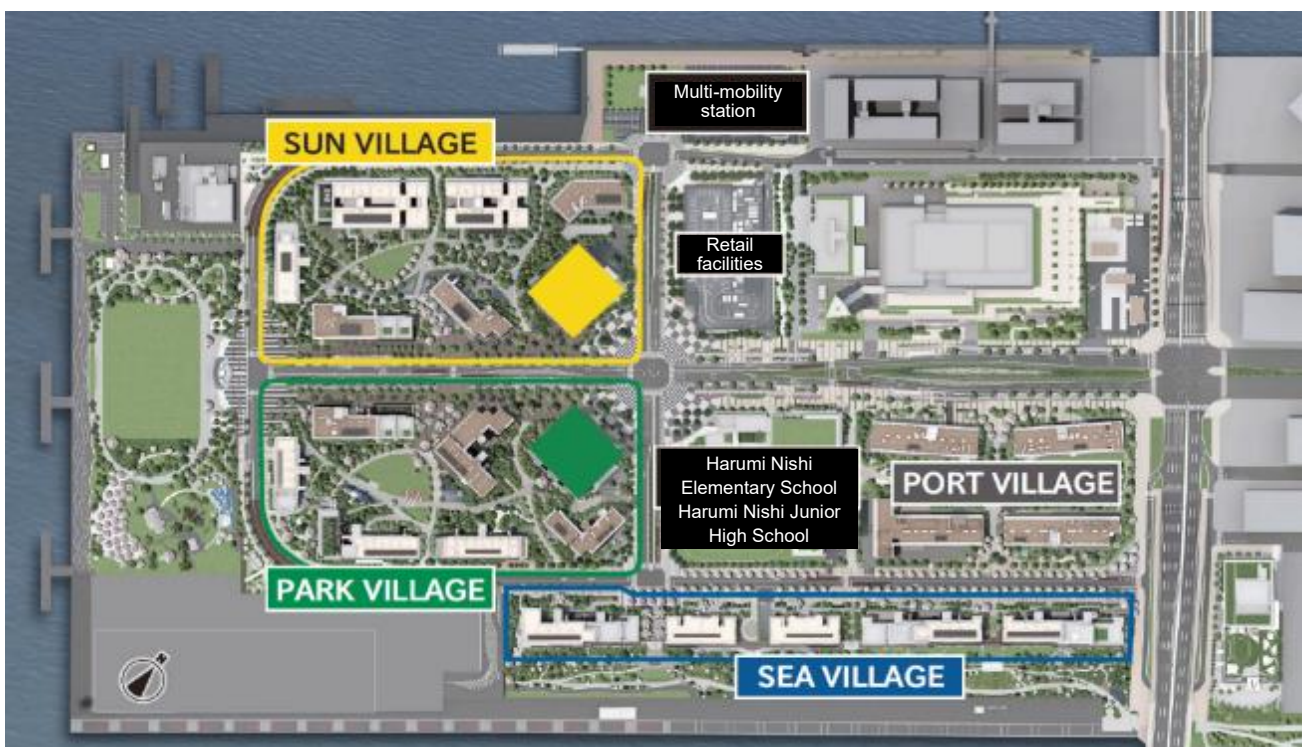 Multi-mobility
station
SUN VILLAGE
Retail
facilities
Harumi Nishi
Elementary School
Harumi Nishi Junior
High School
PORT VILLAGE
PARK VILLAGE
SEA VILLAGE
N